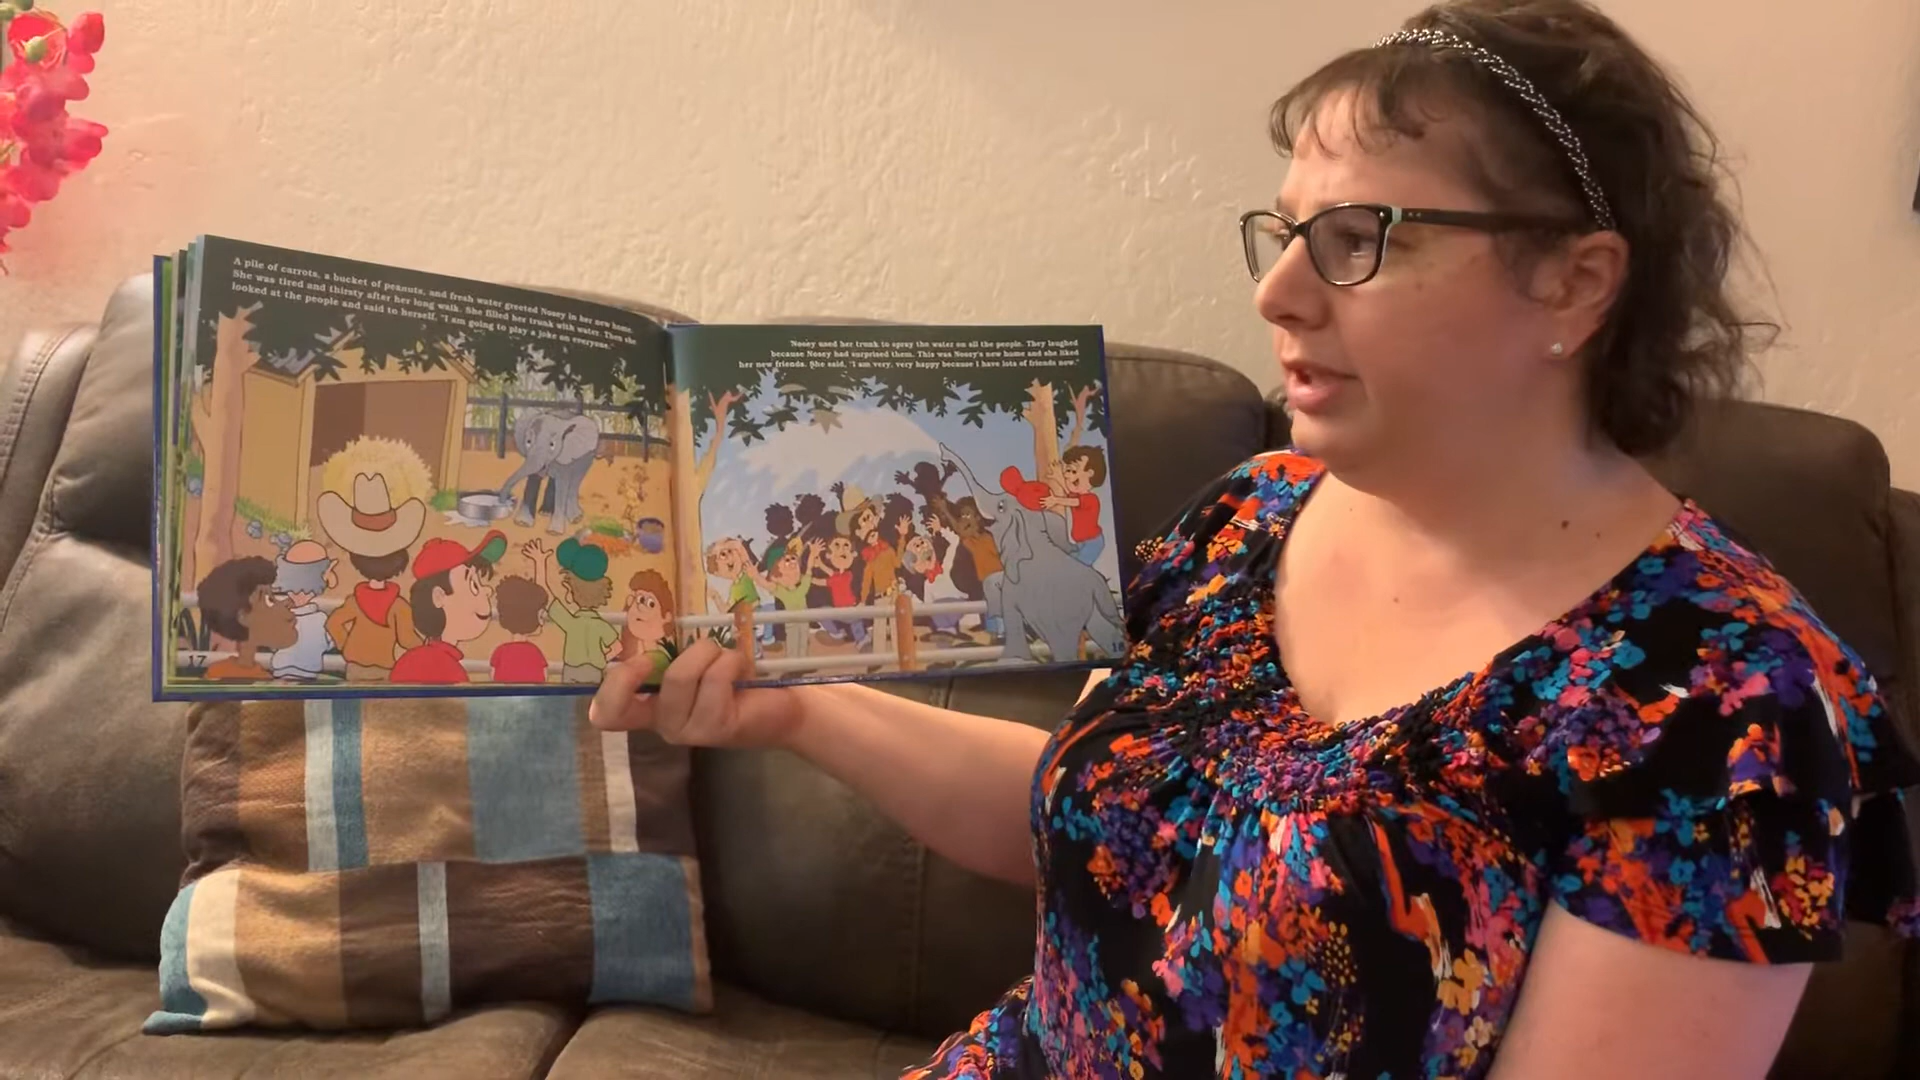 A pile of carrots, a bucket of peanuts, and fresh water greeted Nosey in her new home.
She was tired and thirsty after her long walk. She filled her trunk with water. Then she
looked at the people and said to herself, "I am going to play a joke on everyone."
17
Nosey used her trunk to spray the water on all the people. They laughed
because Nosey had surprised them. This was Nosey's new home and she liked
her new friends. She said, "I am very, very happy because I have lots of friends now."
18